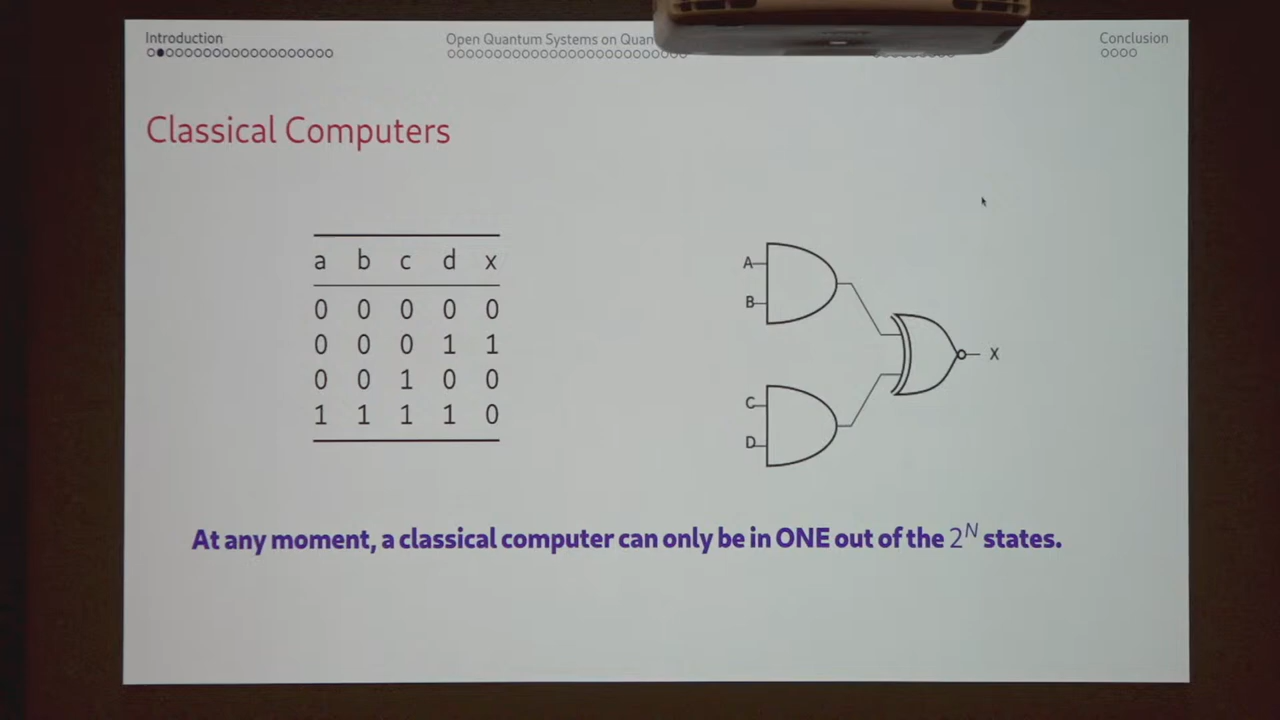 Introduction
Open Quantum Systems on
Conclusion
Classical Computers
a b c d x
0 0 0 0 0
0 0 0 1 1
0 0 1 0 0
1 1 1 1 0
A
B
C
D
X
At any moment, a classical computer can only be in ONE out of the 2^N states.